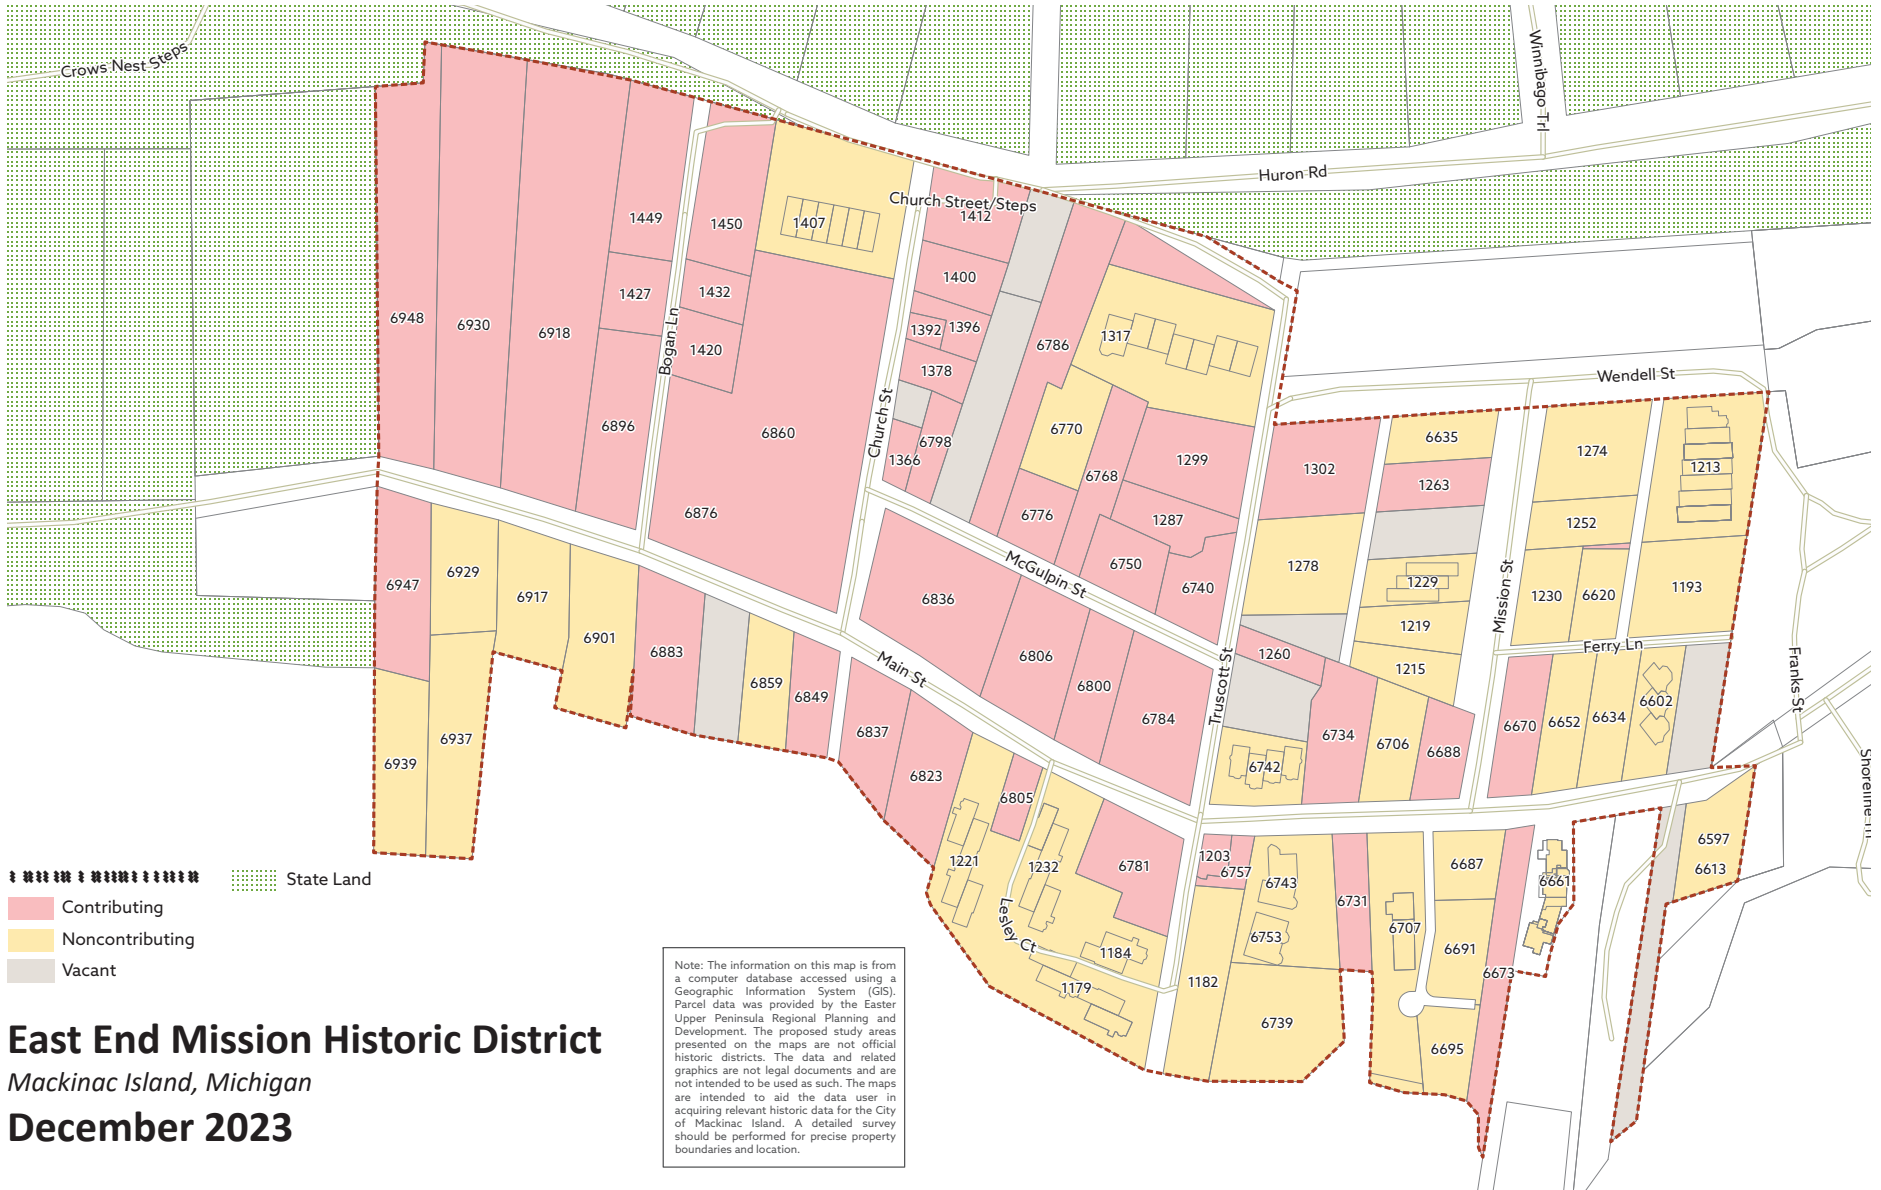 Crows Nest Steps
Winnibago Trl
Huron Rd
Church Street/Steps
1412
1449
1450
1407
1400
1427
1432
1392
1396
6948
6930
6918
Bogan Ln
1420
1378
6786
1317
Wendell St
6896
6860
Church St
1366
6798
6770
6768
1299
1302
6635
1263
1274
1213
6876
6776
1287
1252
McGulpin St
6750
6740
1278
1229
Mission St
1230
6620
1193
6947
6929
6917
6901
6836
1219
1215
Ferry Ln
6883
6859
6849
Main St
6806
6800
6784
Truscott St
1260
6734
6706
6688
6670
6652
6634
6602
Franks St
Shoreline Trl
6939
6937
6837
6823
6805
6742
1221
1232
6781
1203
6757
6743
6731
6687
6661
6597
6613
Lesley Ct
1184
1179
1182
6753
6707
6691
6673
6739
6695
State Land
Contributing
Noncontributing
Vacant
East End Mission Historic District
Mackinac Island, Michigan
December 2023
Note: The information on this map is from
a computer database accessed using a
Geographic Information System (GIS).
Parcel data was provided by the Easter
Upper Peninsula Regional Planning and
Development. The proposed study areas
presented on the maps are not official
historic districts. The data and related
graphics are not legal documents and are
not intended to be used as such. The maps
are intended to aid the data user in
acquiring relevant historic data for the City
of Mackinac Island. A detailed survey
should be performed for precise property
boundaries and location.